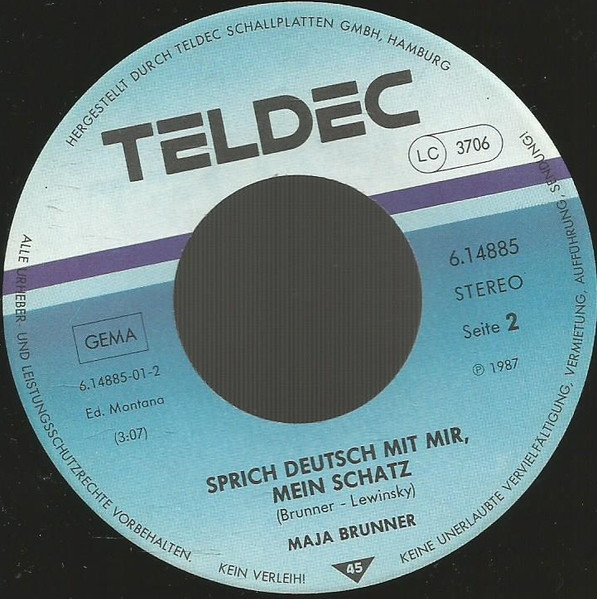 HERGESTELLT DURCH TELDEC SCHALLPLATTEN GMBH, HAMBURG
TELDEC
LC 3706
6.14885
STEREO
Seite 2
℗ 1987
GEMA
6.14885-01-2
Ed. Montana
(3:07)
SPRICH DEUTSCH MIT MIR,
MEIN SCHATZ
(Brunner - Lewinsky)
MAJA BRUNNER
45
ALLE URHEBER- UND LEISTUNGSSCHUTZRECHTE VORBEHALTEN. KEIN VERLEIH! KEINE UNERLAUBTE VERVIELFÄLTIGUNG, VERMIETUNG, AUFFÜHRUNG, SENDUNG!